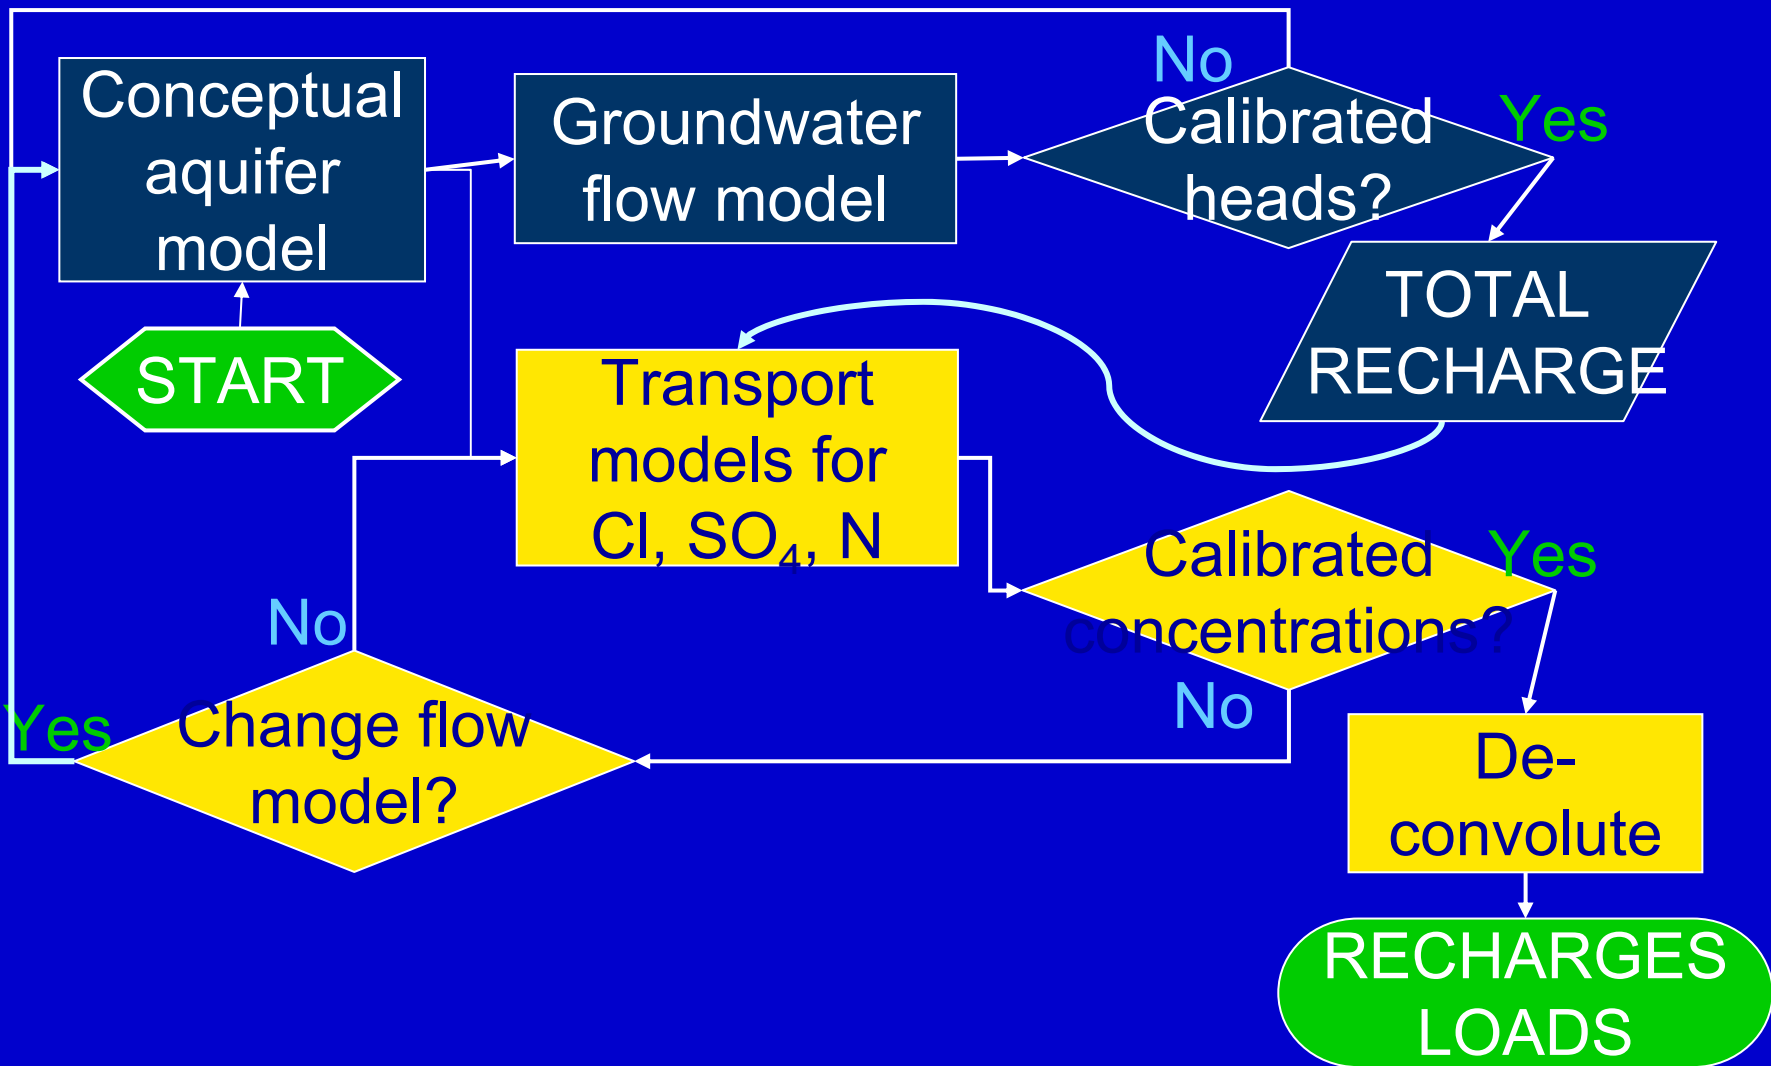 No
Conceptual
aquifer
model
Groundwater
flow model
Calibrated
heads?
Yes
TOTAL
RECHARGE
START
Transport
models for
Cl, SO₄, N
Calibrated
concentrations?
Yes
No
No
Yes
Change flow
model?
De-
convolute
RECHARGES
LOADS